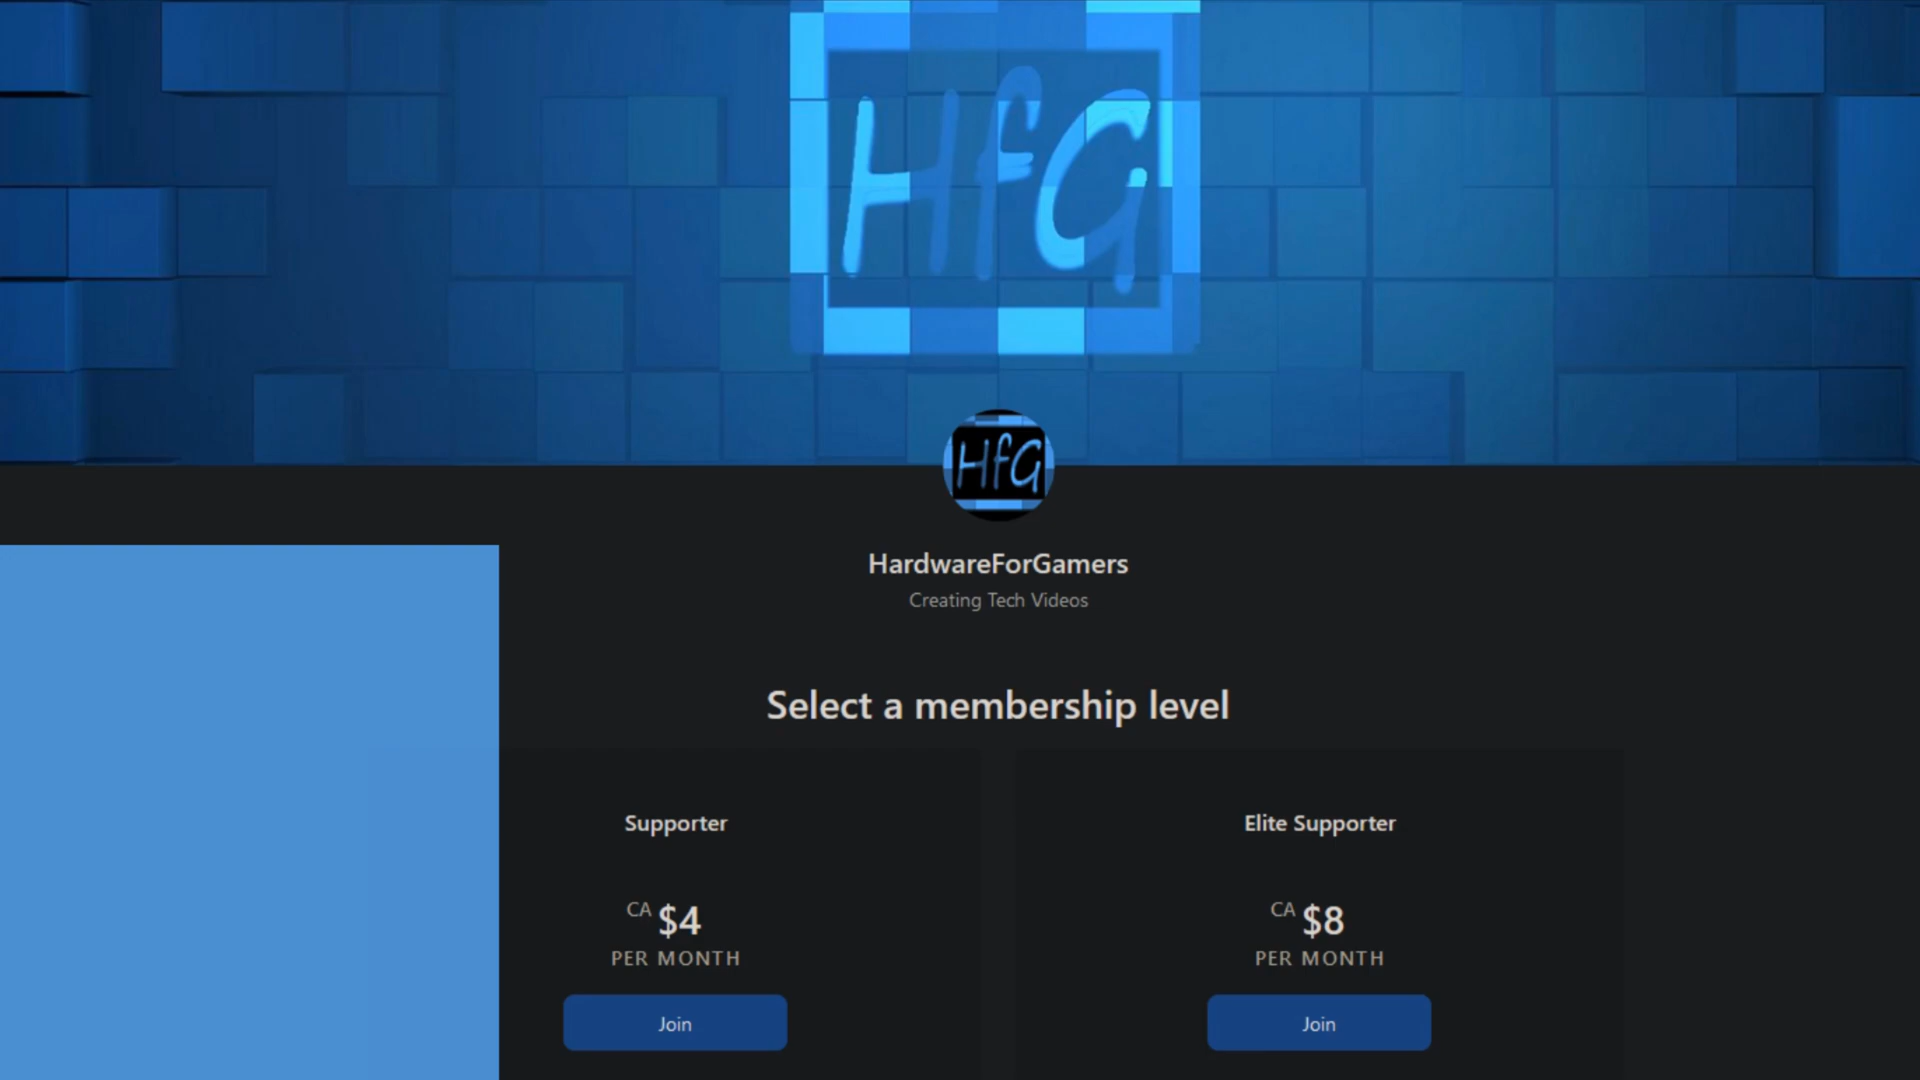 HfG
HfG
HardwareForGamers
Creating Tech Videos
Select a membership level
Supporter
CA $4
PER MONTH
Join
Elite Supporter
CA $8
PER MONTH
Join